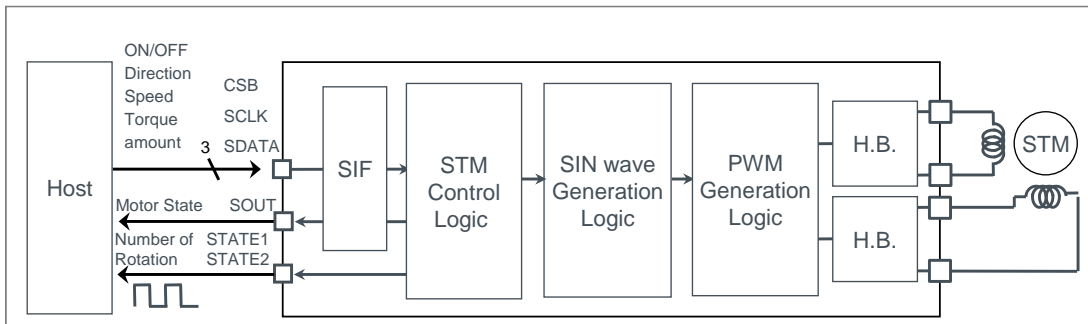 Host
ON/OFF
Direction
Speed
Torque
amount
3
CSB
SCLK
SDATA
Motor State
SOUT
Number of
Rotation
STATE1
STATE2
SIF
STM
Control
Logic
SIN wave
Generation
Logic
PWM
Generation
Logic
H.B.
H.B.
STM